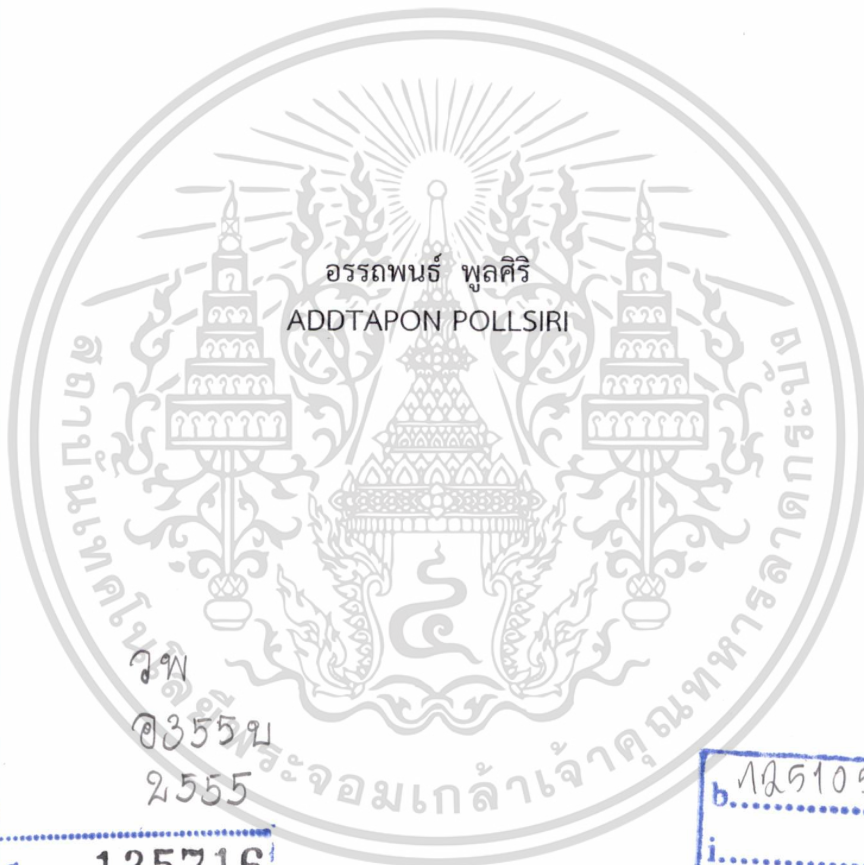 อรรถพนธ์ พูลศิริ
ADDTAPON POLLSIRI
สถาบันเทคโนโลยีพระจอมเกล้าเจ้าคุณทหารลาดกระบัง
๔
วพ
อ355บ
2555
135716
b.
i.